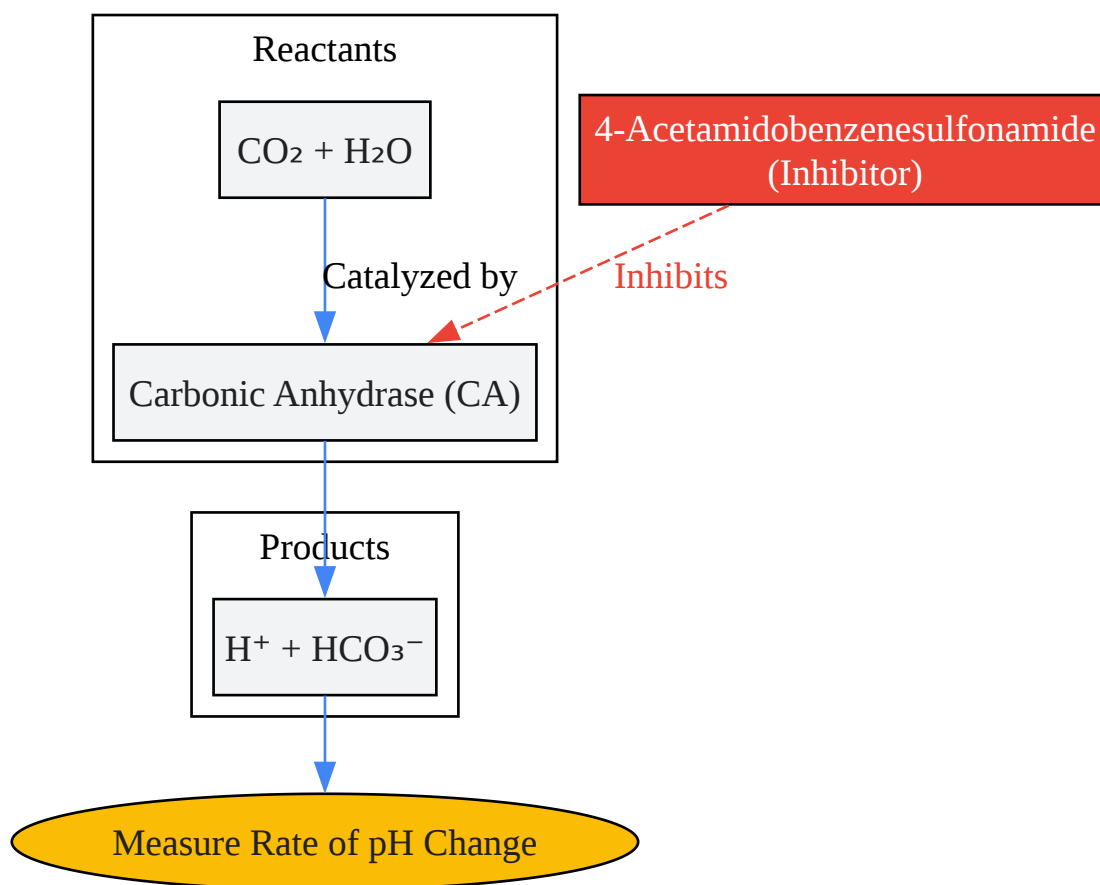 Reactants
CO₂ + H₂O
4-Acetamidobenzenesulfonamide
(Inhibitor)
Catalyzed by
Inhibits
Carbonic Anhydrase (CA)
Products
H⁺ + HCO₃⁻
Measure Rate of pH Change